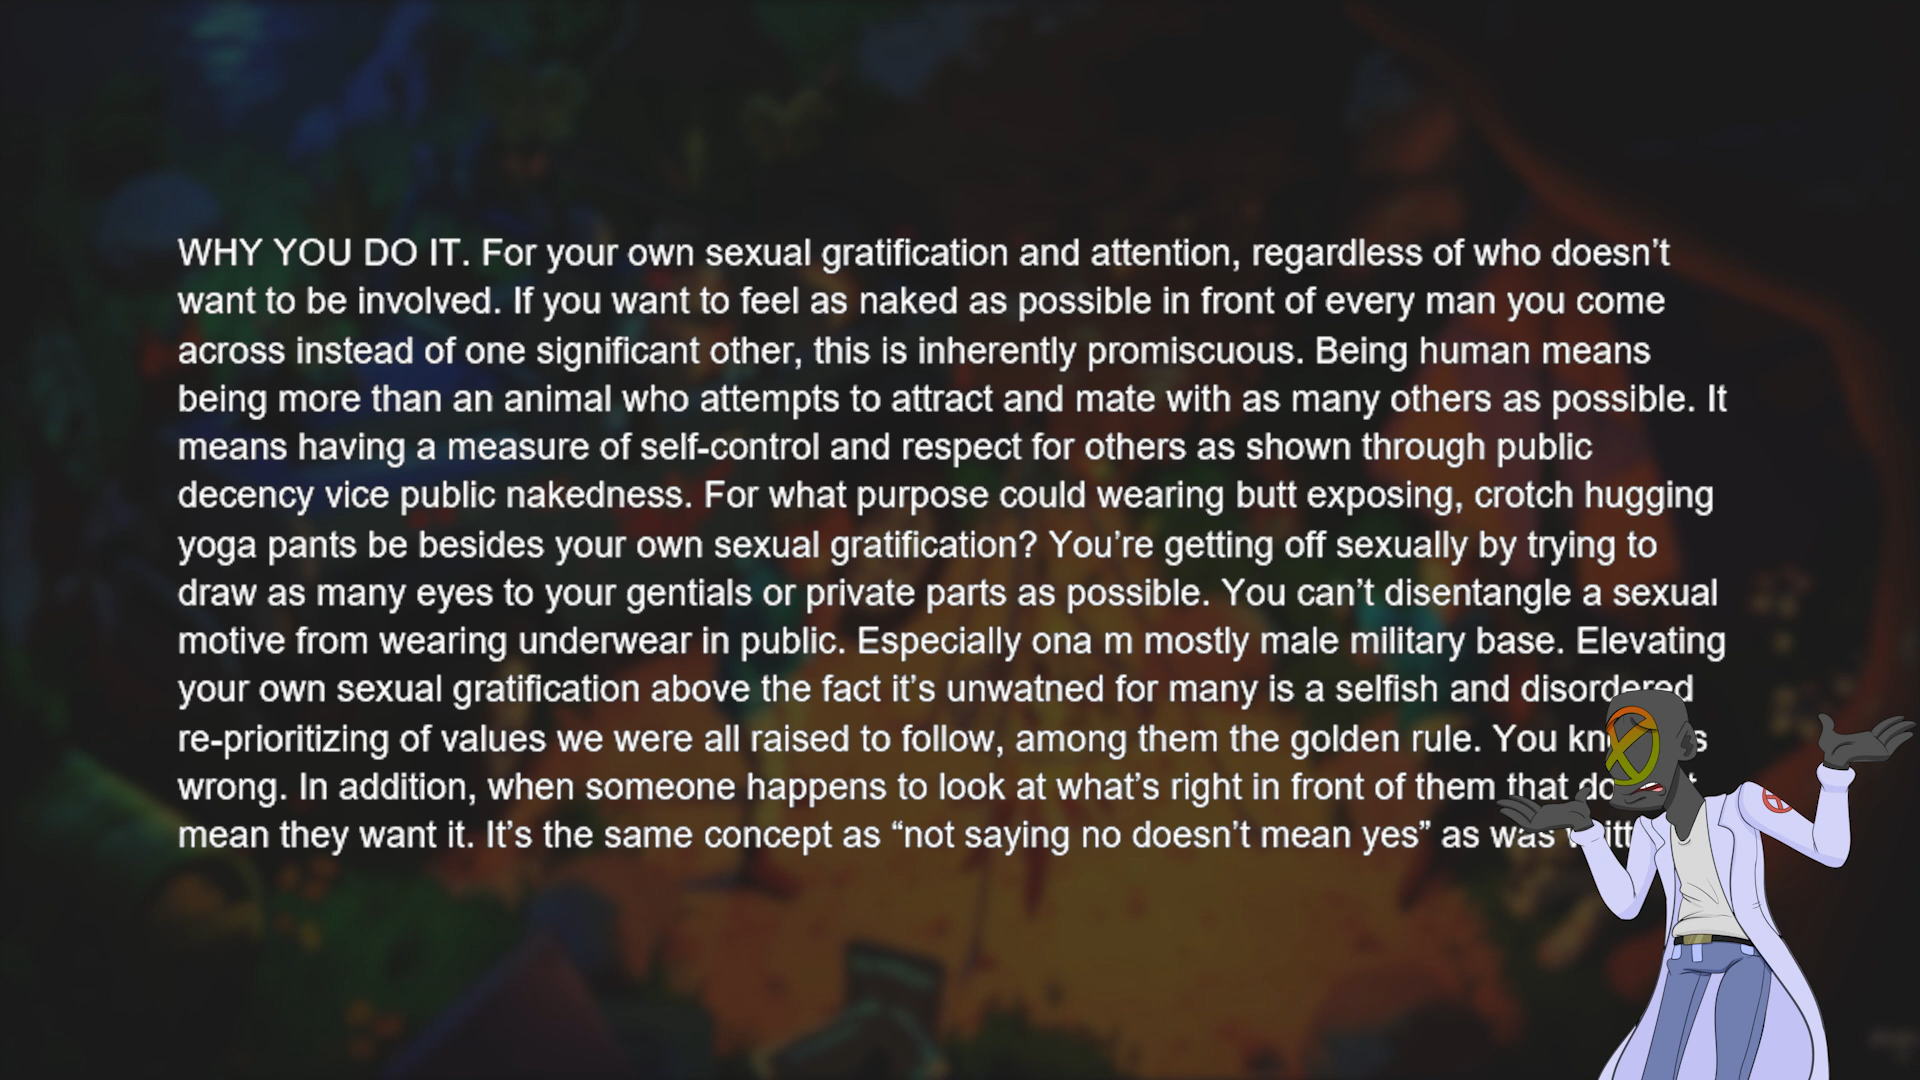 WHY YOU DO IT. For your own sexual gratification and attention, regardless of who doesn’t
want to be involved. If you want to feel as naked as possible in front of every man you come
across instead of one significant other, this is inherently promiscuous. Being human means
being more than an animal who attempts to attract and mate with as many others as possible. It
means having a measure of self-control and respect for others as shown through public
decency vice public nakedness. For what purpose could wearing butt exposing, crotch hugging
yoga pants be besides your own sexual gratification? You’re getting off sexually by trying to
draw as many eyes to your gentials or private parts as possible. You can’t disentangle a sexual
motive from wearing underwear in public. Especially ona m mostly male military base. Elevating
your own sexual gratification above the fact it’s unwatned for many is a selfish and disordered
re-prioritizing of values we were all raised to follow, among them the golden rule. You
wrong. In addition, when someone happens to look at what’s right in front of them that
mean they want it. It’s the same concept as “not saying no doesn’t mean yes” as was